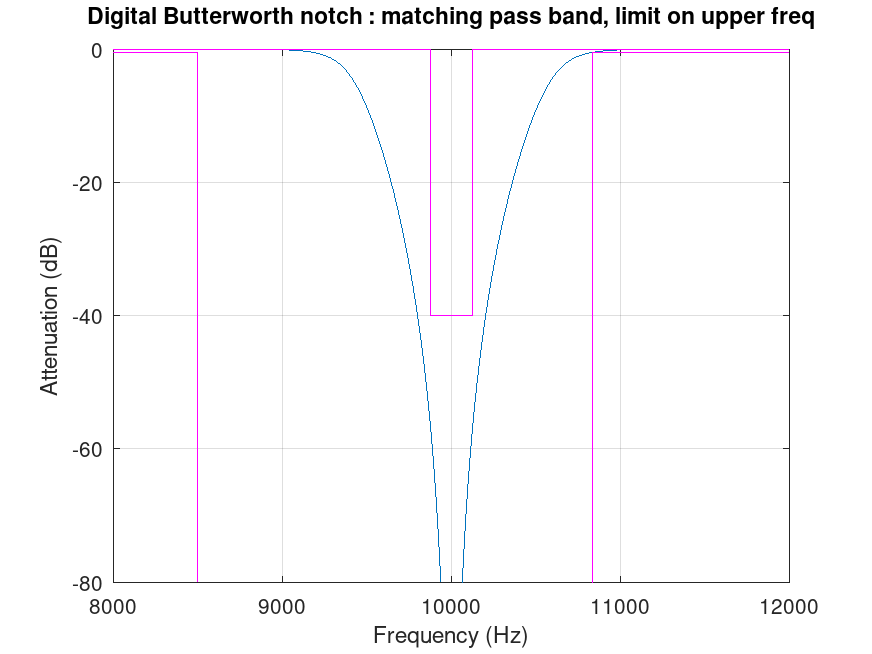 Digital Butterworth notch : matching pass band, limit on upper freq
0
-20
-40
-60
-80
Attenuation (dB)
8000 9000 10000 11000 12000
Frequency (Hz)